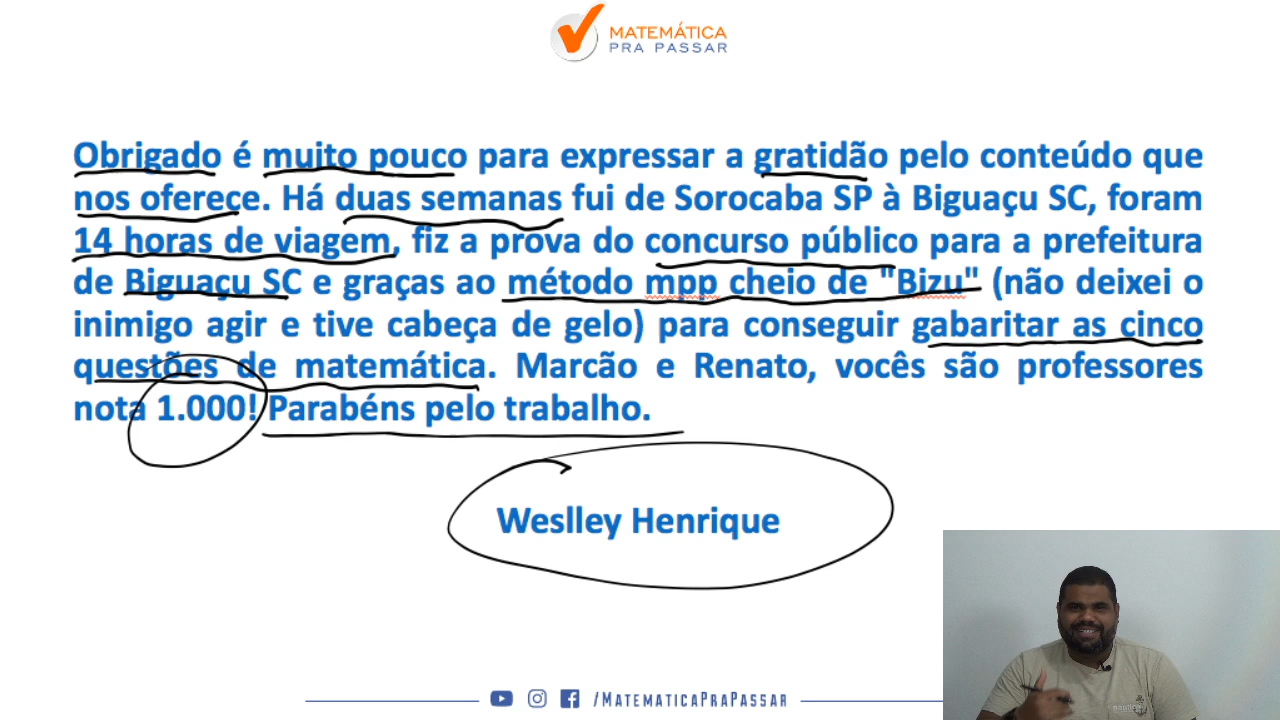 MATEMÁTICA
PRA PASSAR
Obrigado é muito pouco para expressar a gratidão pelo conteúdo que
nos oferece. Há duas semanas fui de Sorocaba SP à Biguaçu SC, foram
14 horas de viagem, fiz a prova do concurso público para a prefeitura
de Biguaçu SC e graças ao método mpp cheio de "Bizu" (não deixei o
inimigo agir e tive cabeça de gelo) para conseguir gabaritar as cinco
questões de matemática. Marcão e Renato, vocês são professores
nota 1.000! Parabéns pelo trabalho.
Weslley Henrique
/MATEMATICAPRAPASSAR